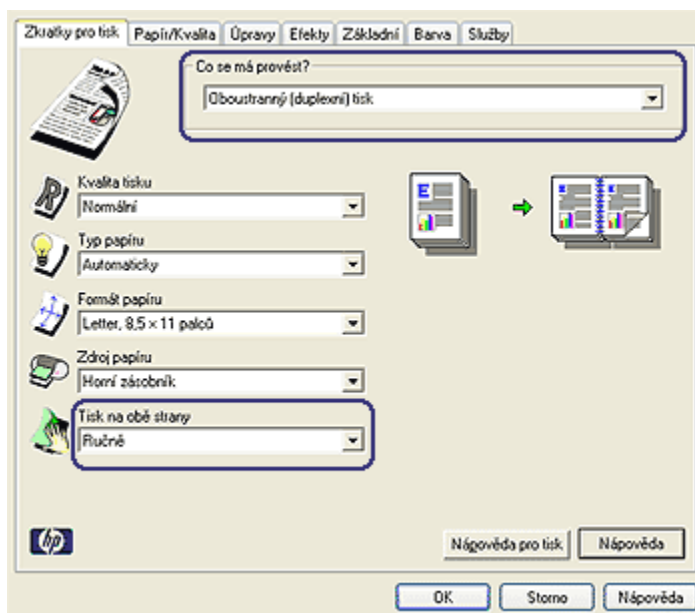 Zkratky pro tisk Papír/Kvalita Úpravy Efekty Základní Barva Služby
Co se má provést?
Oboustranný (duplexní) tisk
Kvalita tisku
Normální
Typ papíru
Automaticky
Formát papíru
Letter, 8,5 × 11 palců
Zdroj papíru
Horní zásobník
Tisk na obě strany
Ručně
hp
Nápověda pro tisk Nápověda
OK Storno Nápověda